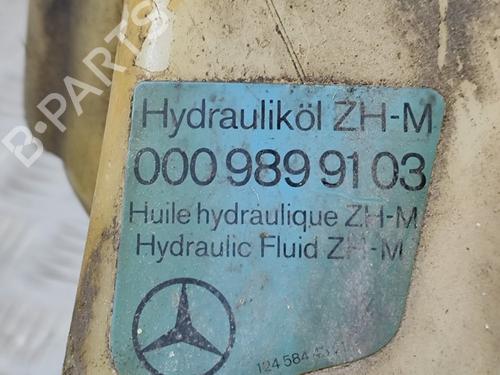 B-PARTS
Hydrauliköl ZH-M
000 989 91 03
Huile hydraulique ZH-M
Hydraulic Fluid ZH-M
124 584